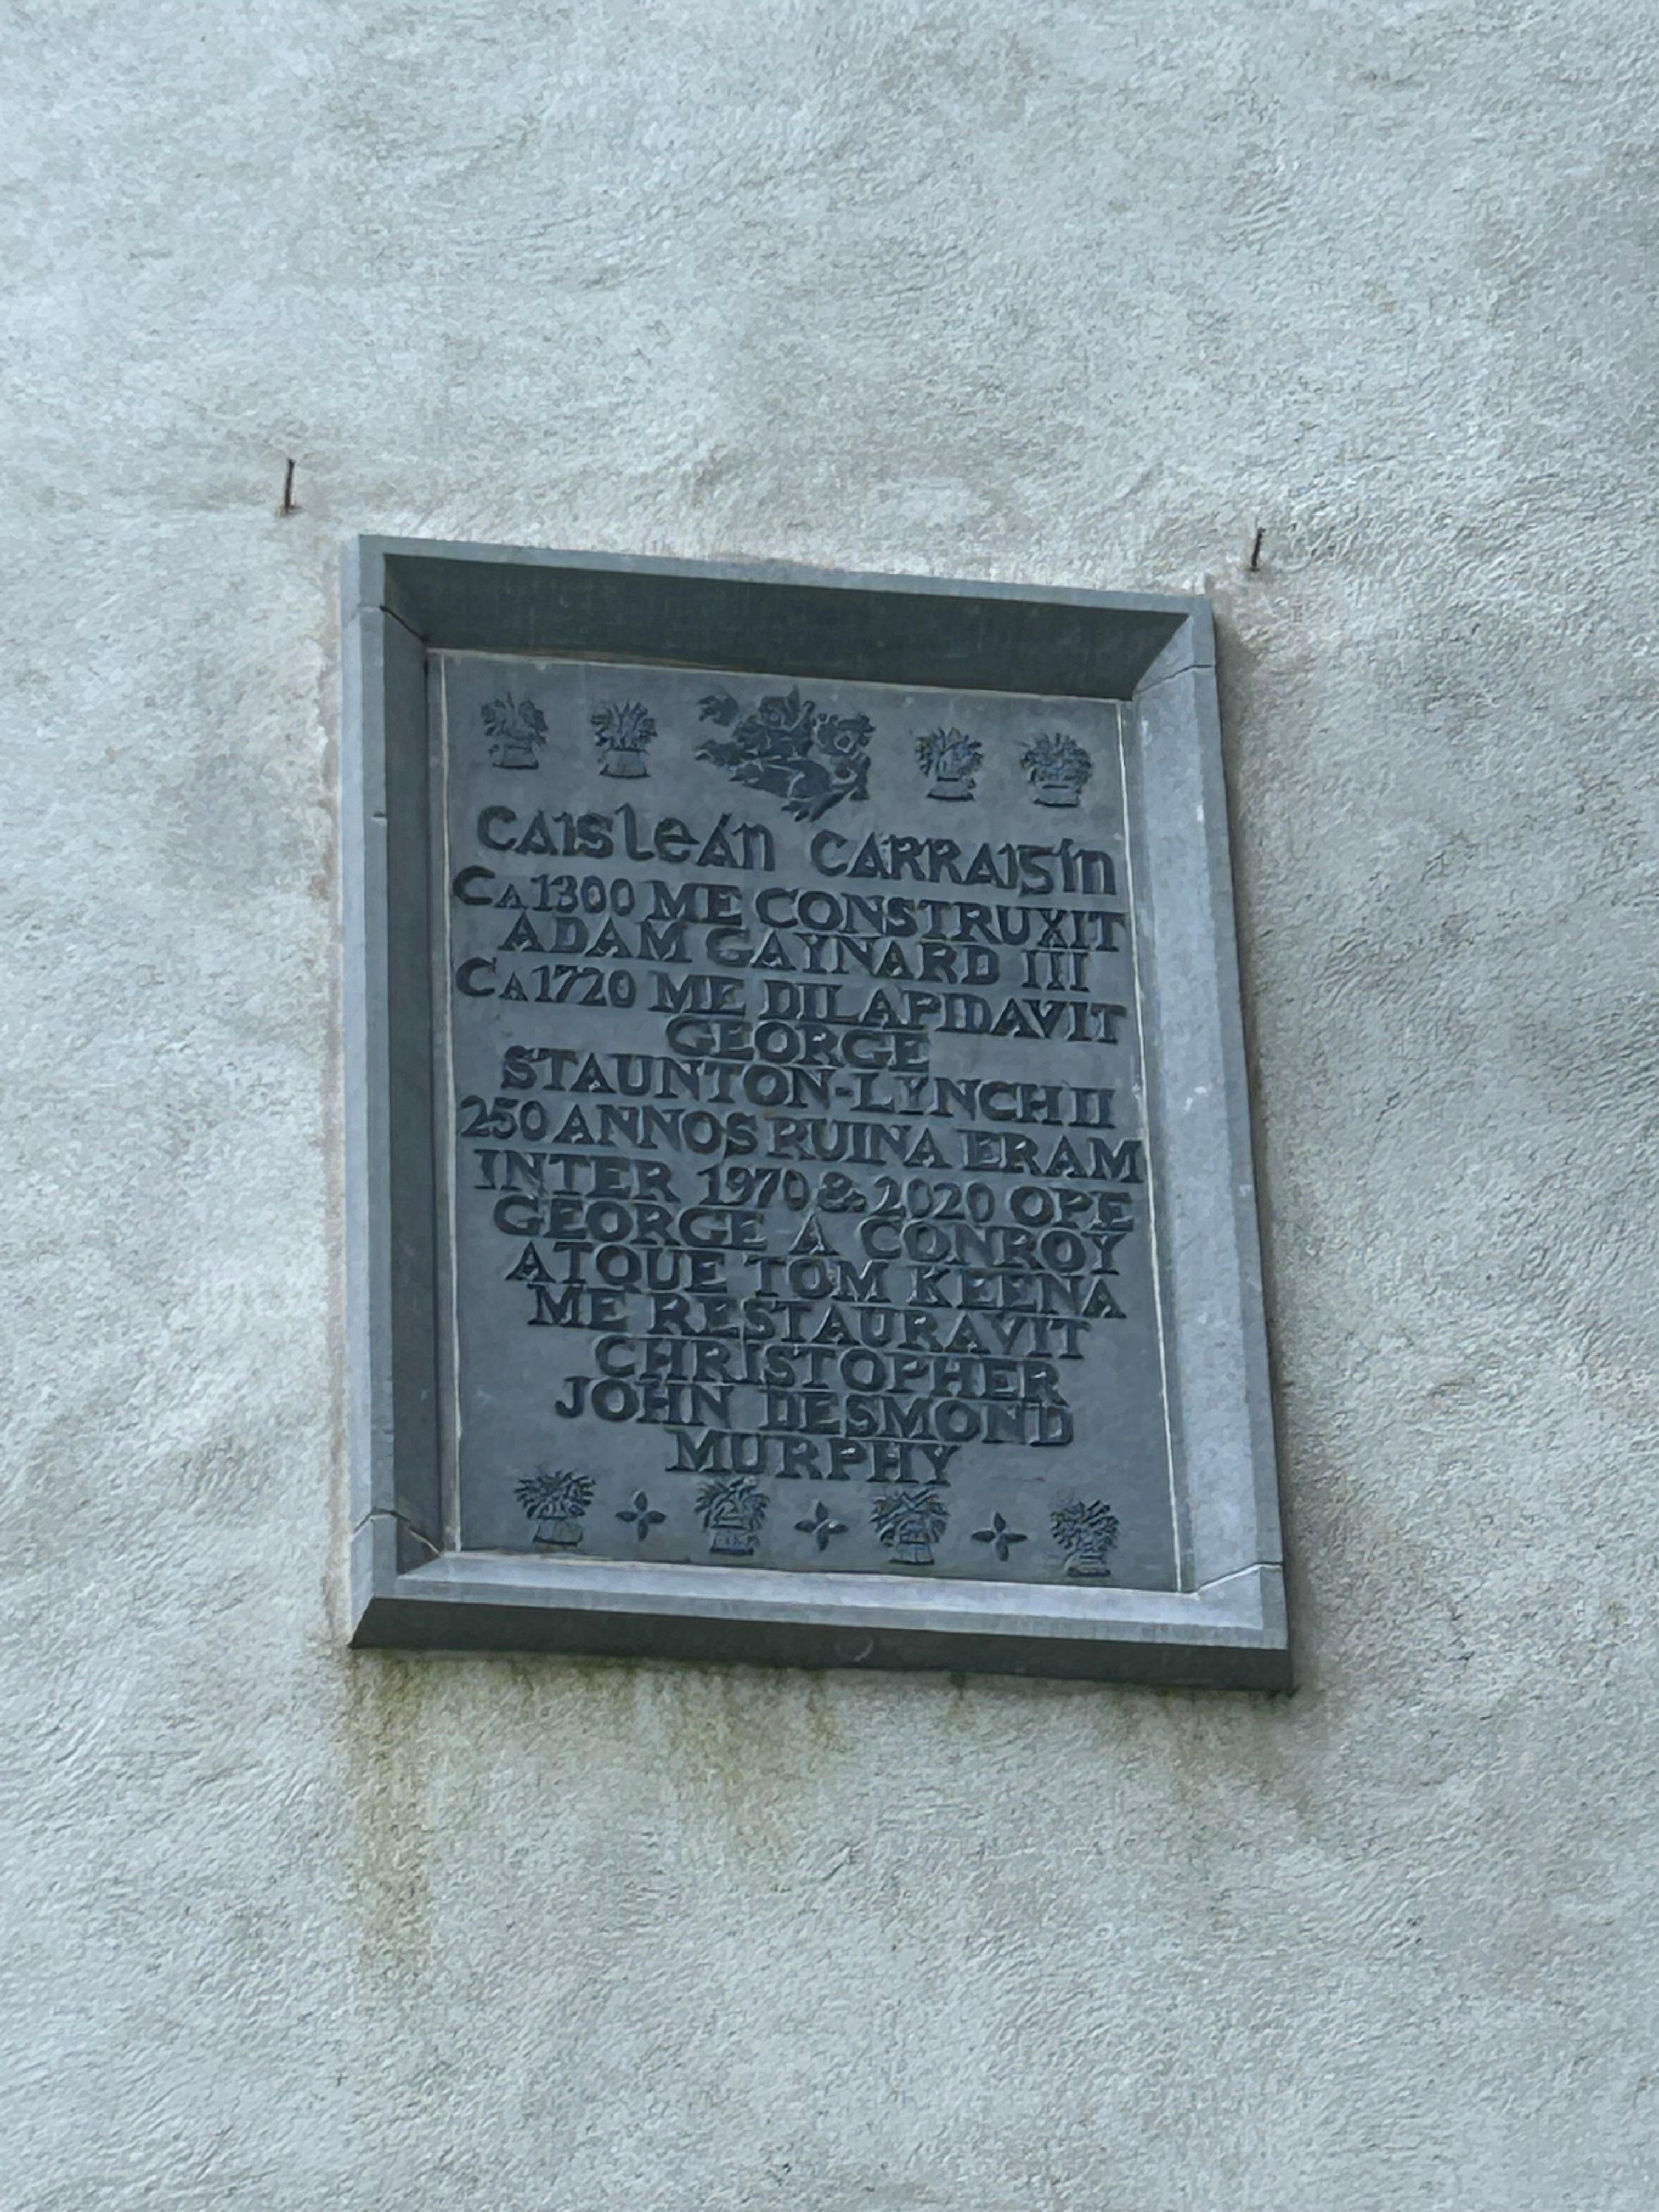 CAISLEÁN CARRAISÍN
CA 1300 ME CONSTRUXIT
ADAM GAYNARD III
CA 1720 ME DILAPIDAVIT
GEORGE
STAUNTON-LYNCH II
250 ANNOS RUINA ERAM
INTER 1970 & 2020 OPE
GEORGE A CONROY
ATQUE TOM KEENA
ME RESTAURAVIT
CHRISTOPHER
JOHN DESMOND
MURPHY